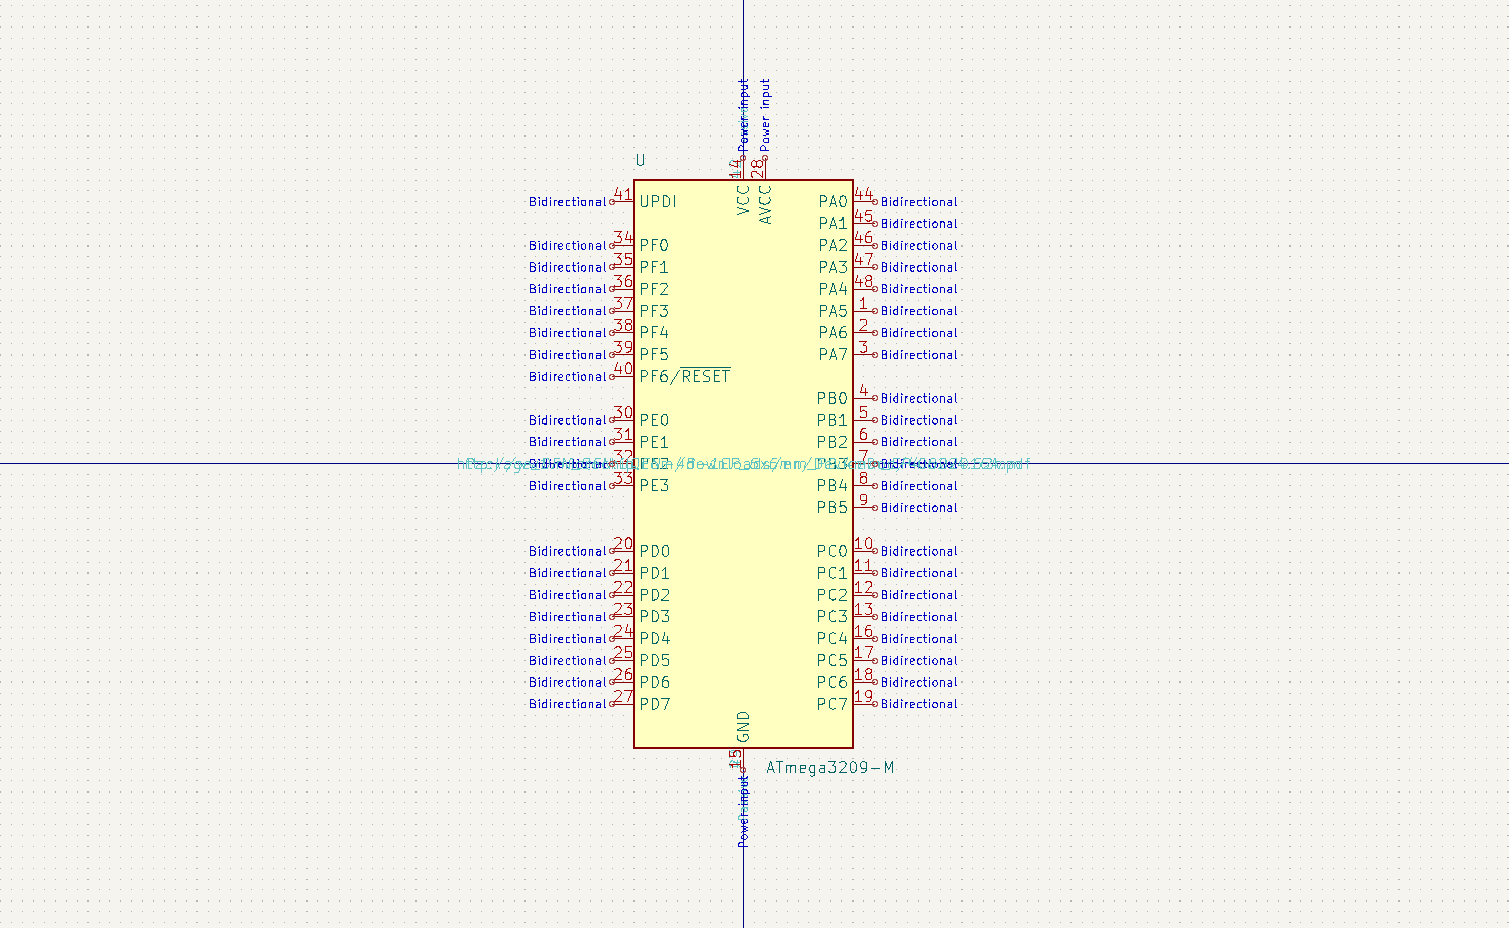 Power input
Power input
U
14
28
VCC
AVCC
Bidirectional 41 UPDI
PA0 44 Bidirectional
PA1 45 Bidirectional
Bidirectional 34 PF0
PA2 46 Bidirectional
Bidirectional 35 PF1
PA3 47 Bidirectional
Bidirectional 36 PF2
PA4 48 Bidirectional
Bidirectional 37 PF3
PA5 1 Bidirectional
Bidirectional 38 PF4
PA6 2 Bidirectional
Bidirectional 39 PF5
PA7 3 Bidirectional
Bidirectional 40 PF6/RESET
PB0 4 Bidirectional
Bidirectional 30 PE0
PB1 5 Bidirectional
Bidirectional 31 PE1
PB2 6 Bidirectional
Bidirectional 32 PE2
PB3 7 Bidirectional
Bidirectional 33 PE3
PB4 8 Bidirectional
PB5 9 Bidirectional
Bidirectional 20 PD0
PC0 10 Bidirectional
Bidirectional 21 PD1
PC1 11 Bidirectional
Bidirectional 22 PD2
PC2 12 Bidirectional
Bidirectional 23 PD3
PC3 13 Bidirectional
Bidirectional 24 PD4
PC4 16 Bidirectional
Bidirectional 25 PD5
PC5 17 Bidirectional
Bidirectional 26 PD6
PC6 18 Bidirectional
Bidirectional 27 PD7
PC7 19 Bidirectional
GND
15
ATmega3209-M
Power input